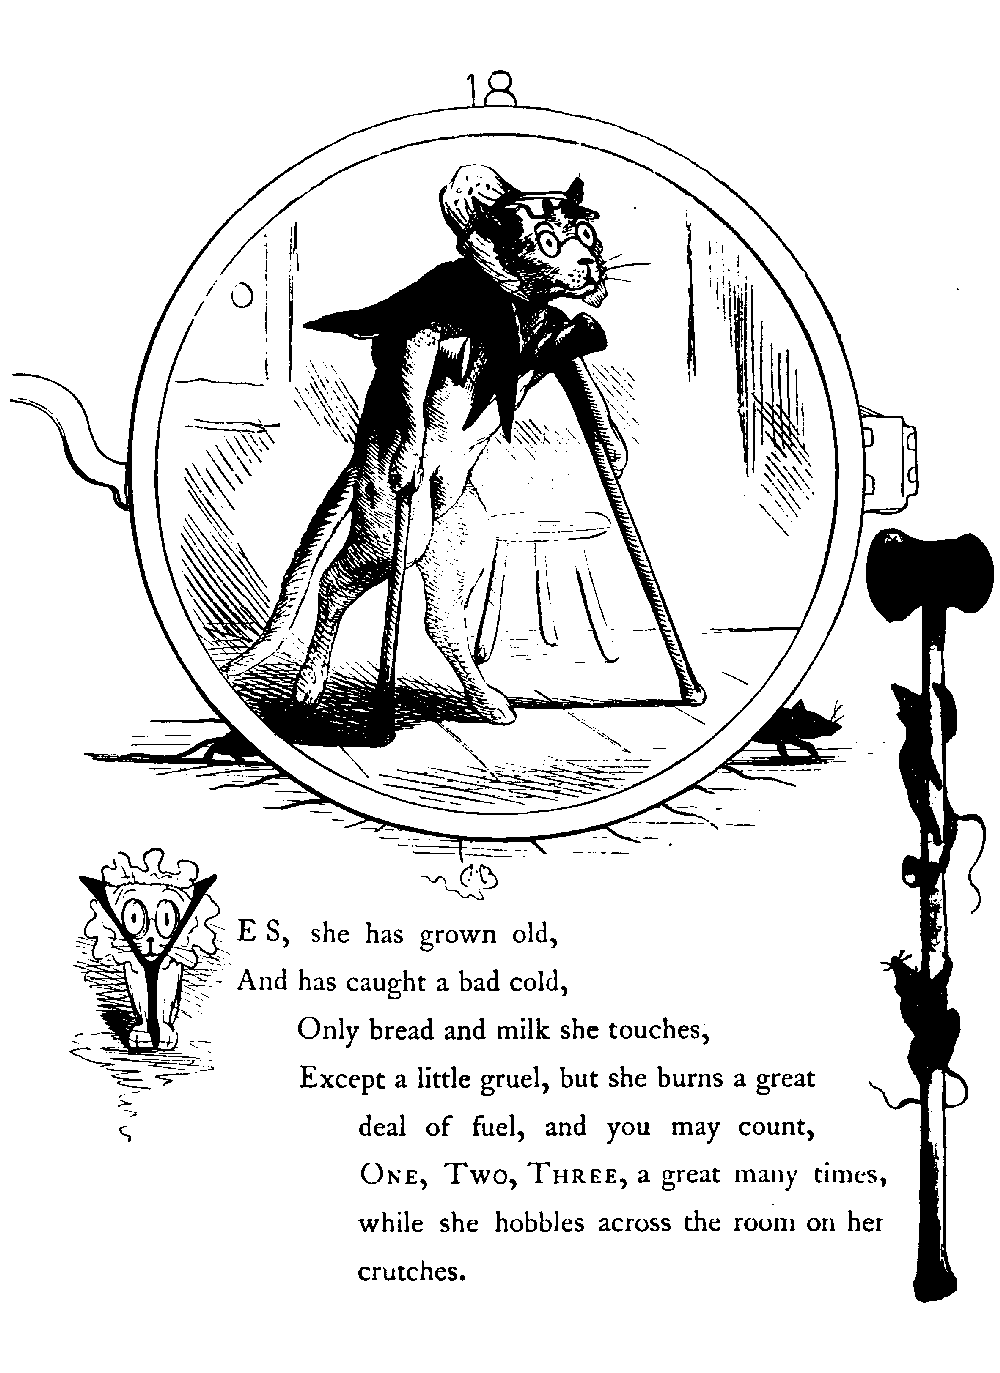 18
YES, she has grown old,
And has caught a bad cold,
Only bread and milk she touches,
Except a little gruel, but she burns a great
deal of fuel, and you may count,
ONE, TWO, THREE, a great many times,
while she hobbles across the room on her
crutches.